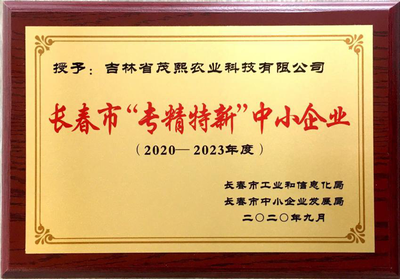 授予：吉林省茂熙农业科技有限公司
长春市“专精特新”中小企业
（2020—2023年度）
长春市工业和信息化局
长春市中小企业发展局
二〇二〇年九月